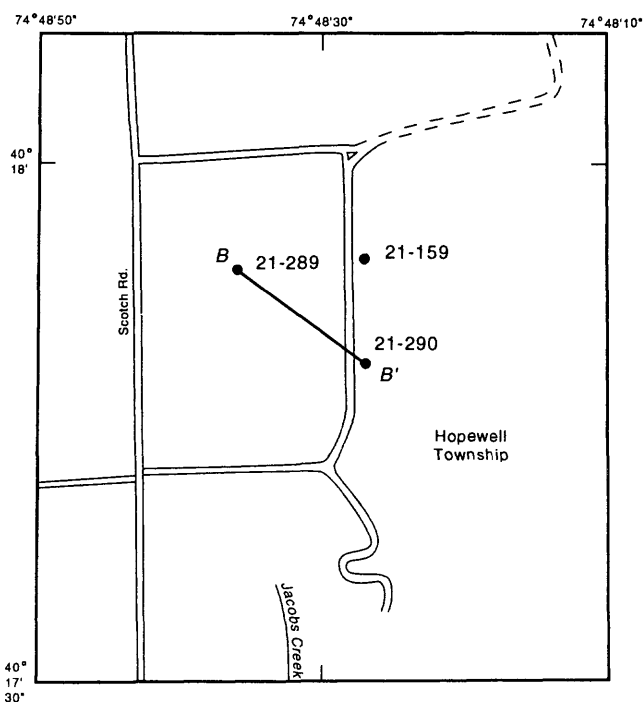 74°48'50"
74°48'30"
74°48'10"
40°
18'
B
21-289
21-159
Scotch Rd.
21-290
B'
Hopewell
Township
Jacobs Creek
40°
17'
30"